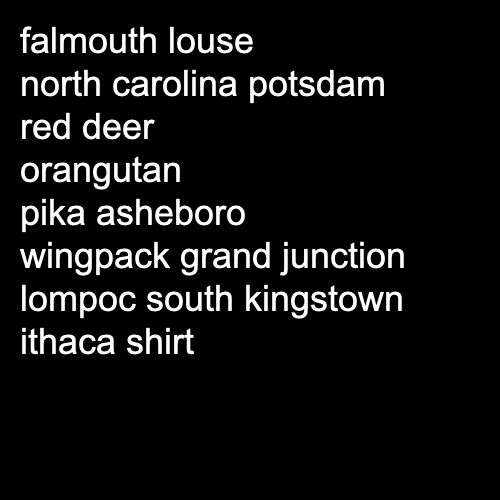 falmouth louse
north carolina potsdam
red deer
orangutan
pika asheboro
wingpack grand junction
lompoc south kingstown
ithaca shirt